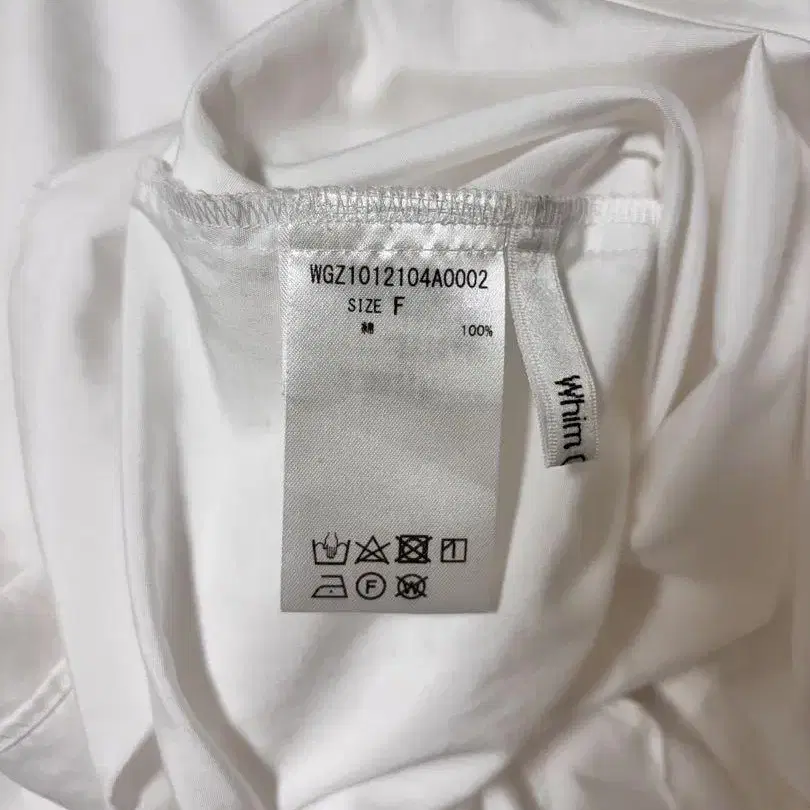 WGZ1012104A0002
SIZE F
綿 100%
Whim
F
W